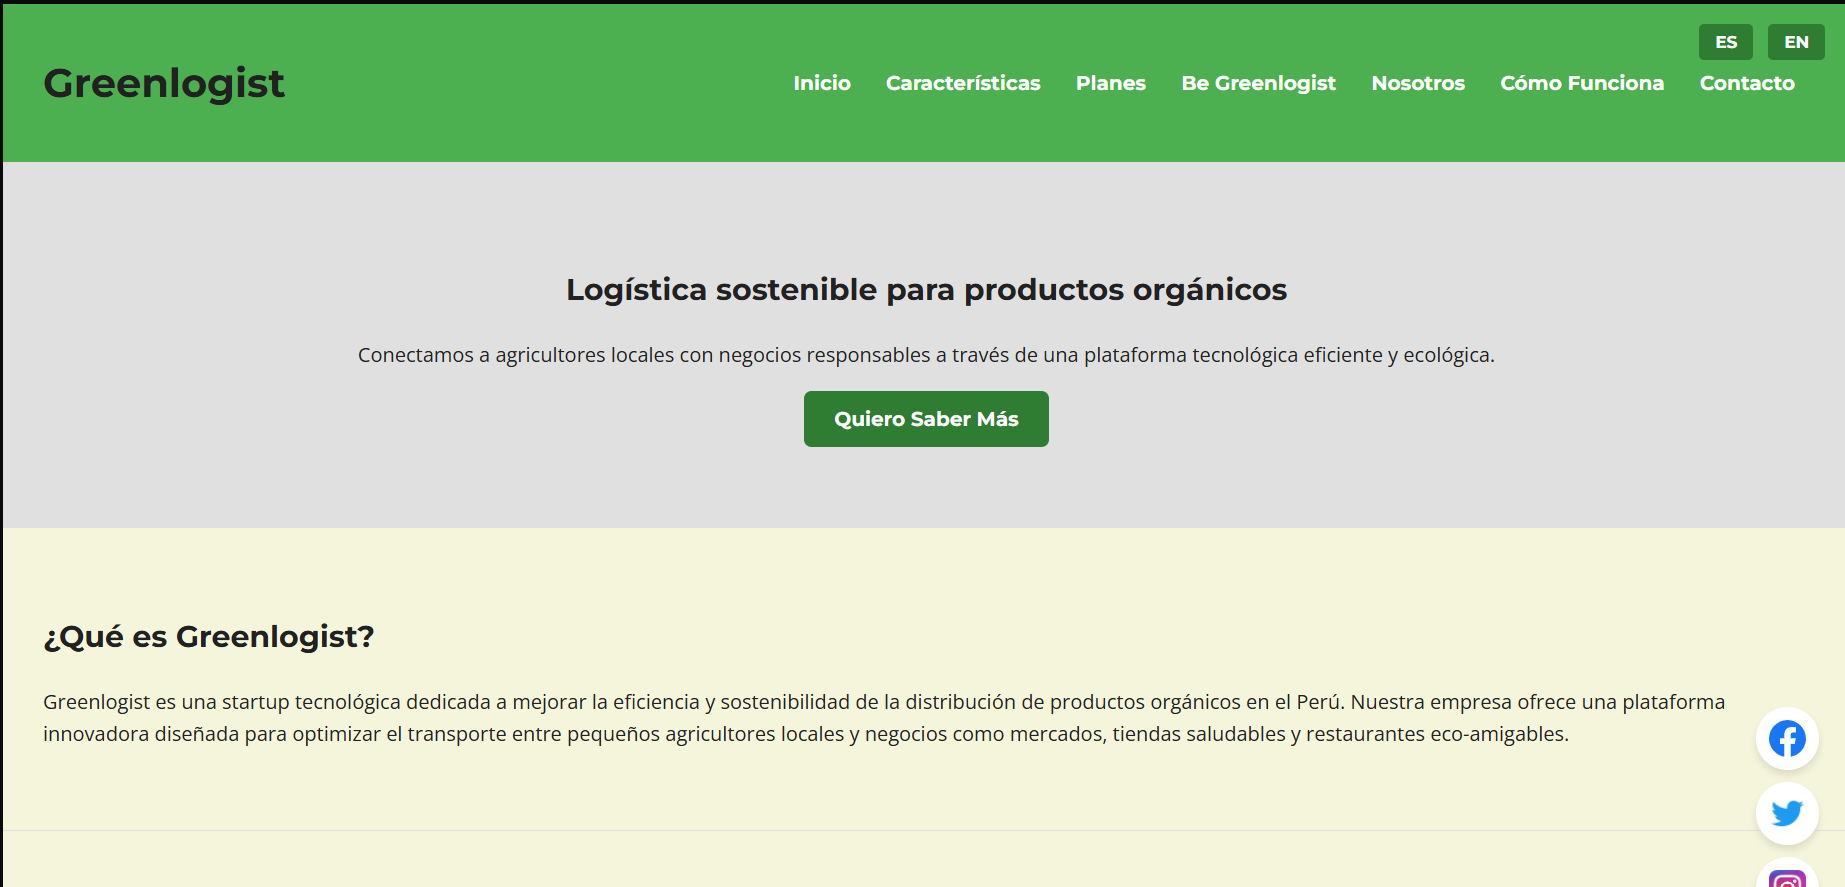 ES EN
Greenlogist
Inicio Características Planes Be Greenlogist Nosotros Cómo Funciona Contacto
Logística sostenible para productos orgánicos
Conectamos a agricultores locales con negocios responsables a través de una plataforma tecnológica eficiente y ecológica.
Quiero Saber Más
¿Qué es Greenlogist?
Greenlogist es una startup tecnológica dedicada a mejorar la eficiencia y sostenibilidad de la distribución de productos orgánicos en el Perú. Nuestra empresa ofrece una plataforma
innovadora diseñada para optimizar el transporte entre pequeños agricultores locales y negocios como mercados, tiendas saludables y restaurantes eco-amigables.